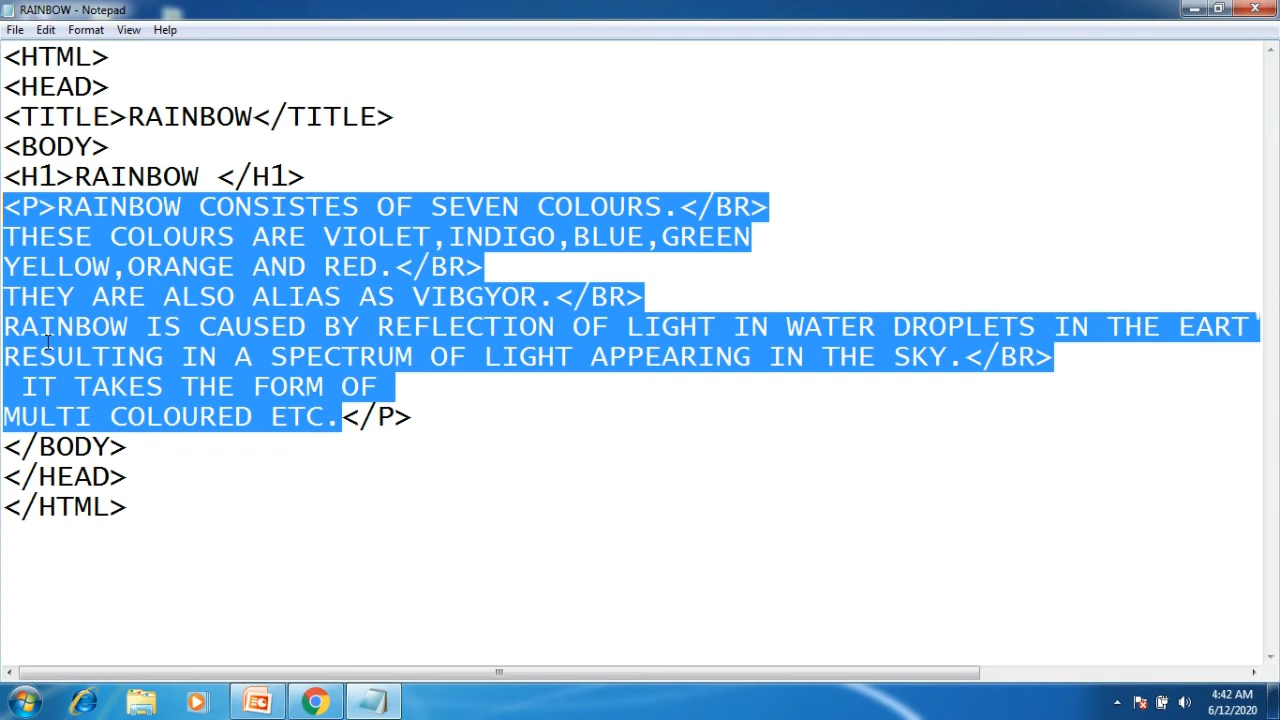 RAINBOW - Notepad
File Edit Format View Help
<HTML>
<HEAD>
<TITLE>RAINBOW</TITLE>
<BODY>
<H1>RAINBOW </H1>
<P>RAINBOW CONSISTES OF SEVEN COLOURS.</BR>
THESE COLOURS ARE VIOLET,INDIGO,BLUE,GREEN
YELLOW,ORANGE AND RED.</BR>
THEY ARE ALSO ALIAS AS VIBGYOR.</BR>
RAINBOW IS CAUSED BY REFLECTION OF LIGHT IN WATER DROPLETS IN THE EART'
RESULTING IN A SPECTRUM OF LIGHT APPEARING IN THE SKY.</BR>
 IT TAKES THE FORM OF
MULTI COLOURED ETC.</P>
</BODY>
</HEAD>
</HTML>
4:42 AM
6/12/2020